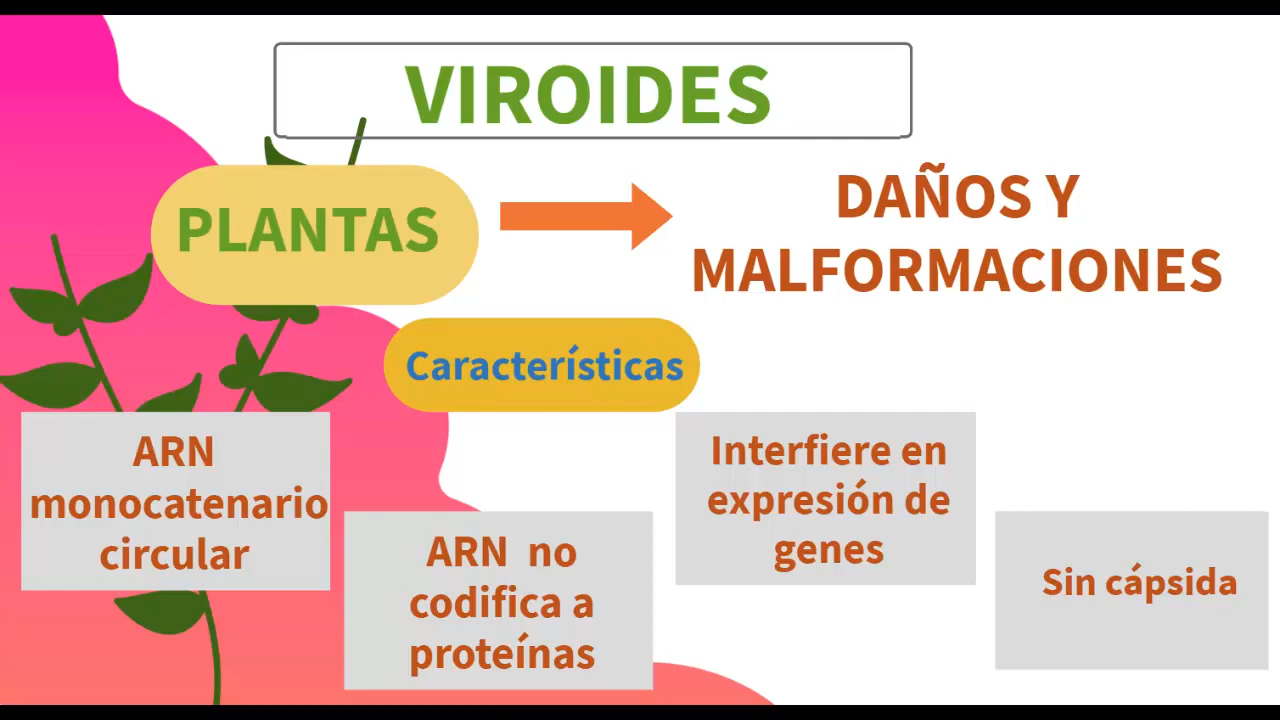 VIROIDES
PLANTAS
DAÑOS Y
MALFORMACIONES
Características
ARN
monocatenario
circular
ARN no
codifica a
proteínas
Interfiere en
expresión de
genes
Sin cápsida